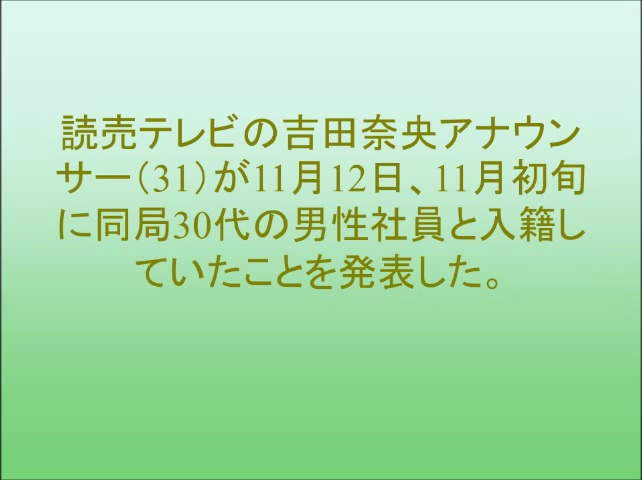 読売テレビの吉田奈央アナウン
サー（31）が11月12日、11月初旬
に同局30代の男性社員と入籍し
ていたことを発表した。